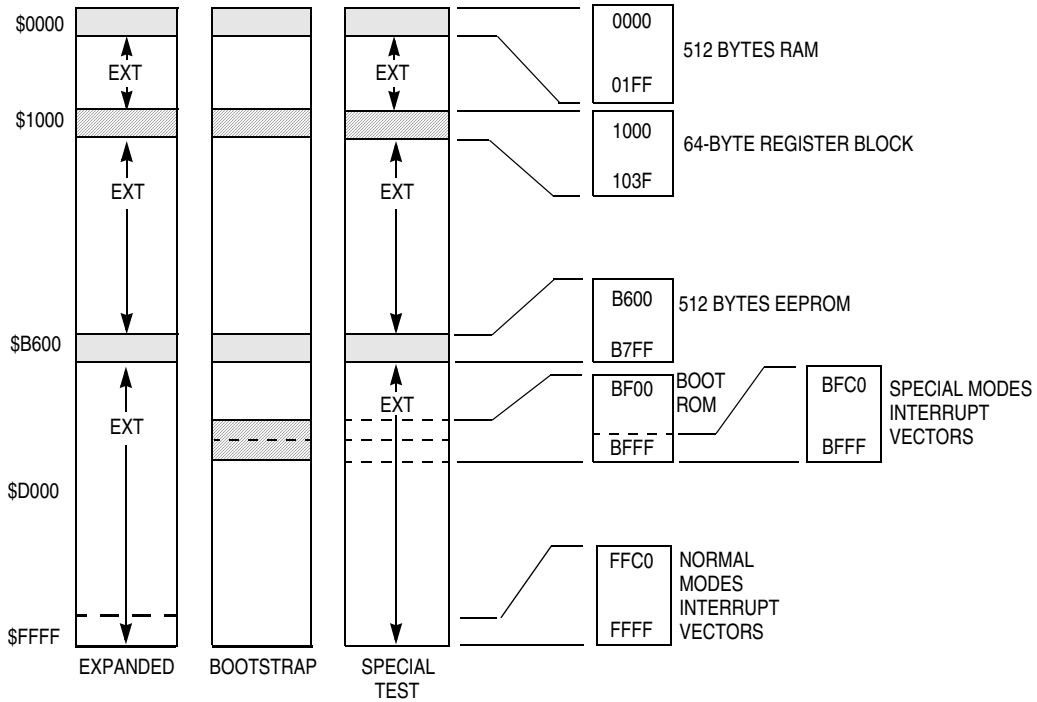 $0000
EXT
EXT
0000
512 BYTES RAM
01FF
$1000
1000
64-BYTE REGISTER BLOCK
103F
EXT
EXT
B600
512 BYTES EEPROM
B7FF
$B600
EXT
EXT
BF00
BOOT
ROM
BFFF
BFC0
SPECIAL MODES
INTERRUPT
VECTORS
BFFF
$D000
FFC0
NORMAL
MODES
INTERRUPT
VECTORS
FFFF
$FFFF
EXPANDED
BOOTSTRAP
SPECIAL
TEST